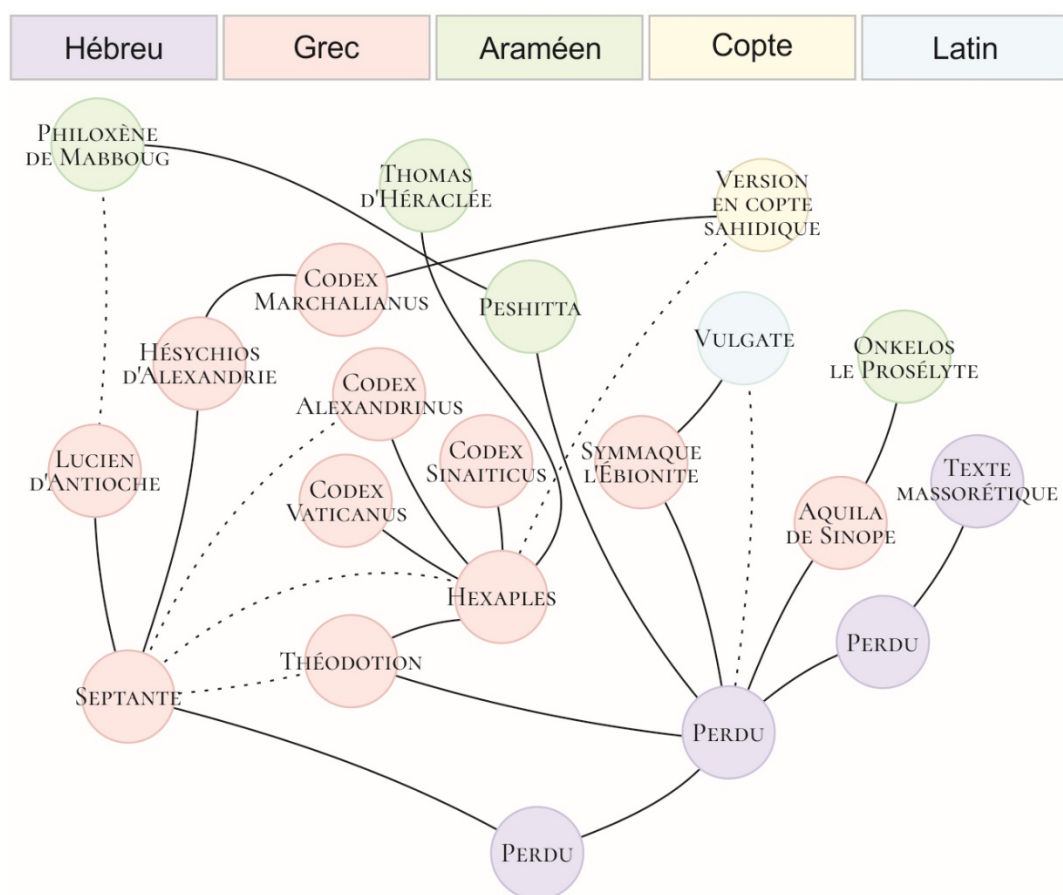 Hébreu
Grec
Araméen
Copte
Latin
Philoxène
de Mabboug
Thomas
d'Héraclée
Version
en copte
sahidique
Codex
Marchalianus
Peshitta
Vulgate
Hésychios
d'Alexandrie
Onkelos
le Prosélyte
Codex
Alexandrinus
Lucien
d'Antioche
Codex
Sinaiticus
Symmaque
l'Ébionite
Texte
massorétique
Codex
Vaticanus
Aquila
de Sinope
Hexaples
Perdu
Théodotion
Septante
Perdu
Perdu